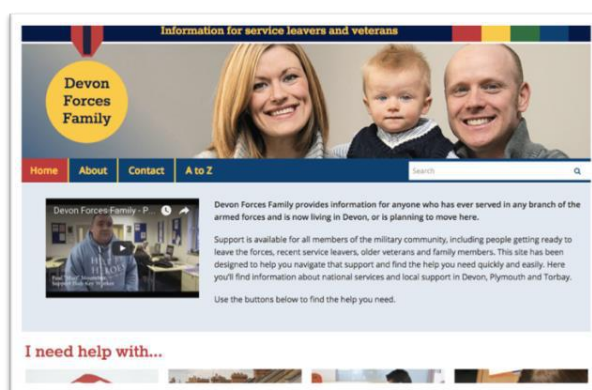 Information for service leavers and veterans
Devon
Forces
Family
Home About Contact A to Z Search
Devon Forces Family - P...
Devon Forces Family provides information for anyone who has ever served in any branch of the
armed forces and is now living in Devon, or is planning to move here.
Support is available for all members of the military community, including people getting ready to
leave the forces, recent service leavers, older veterans and family members. This site has been
designed to help you navigate that support and find the help you need quickly and easily. Here
you'll find information about national services and local support in Devon, Plymouth and Torbay.
Use the buttons below to find the help you need.
I need help with...